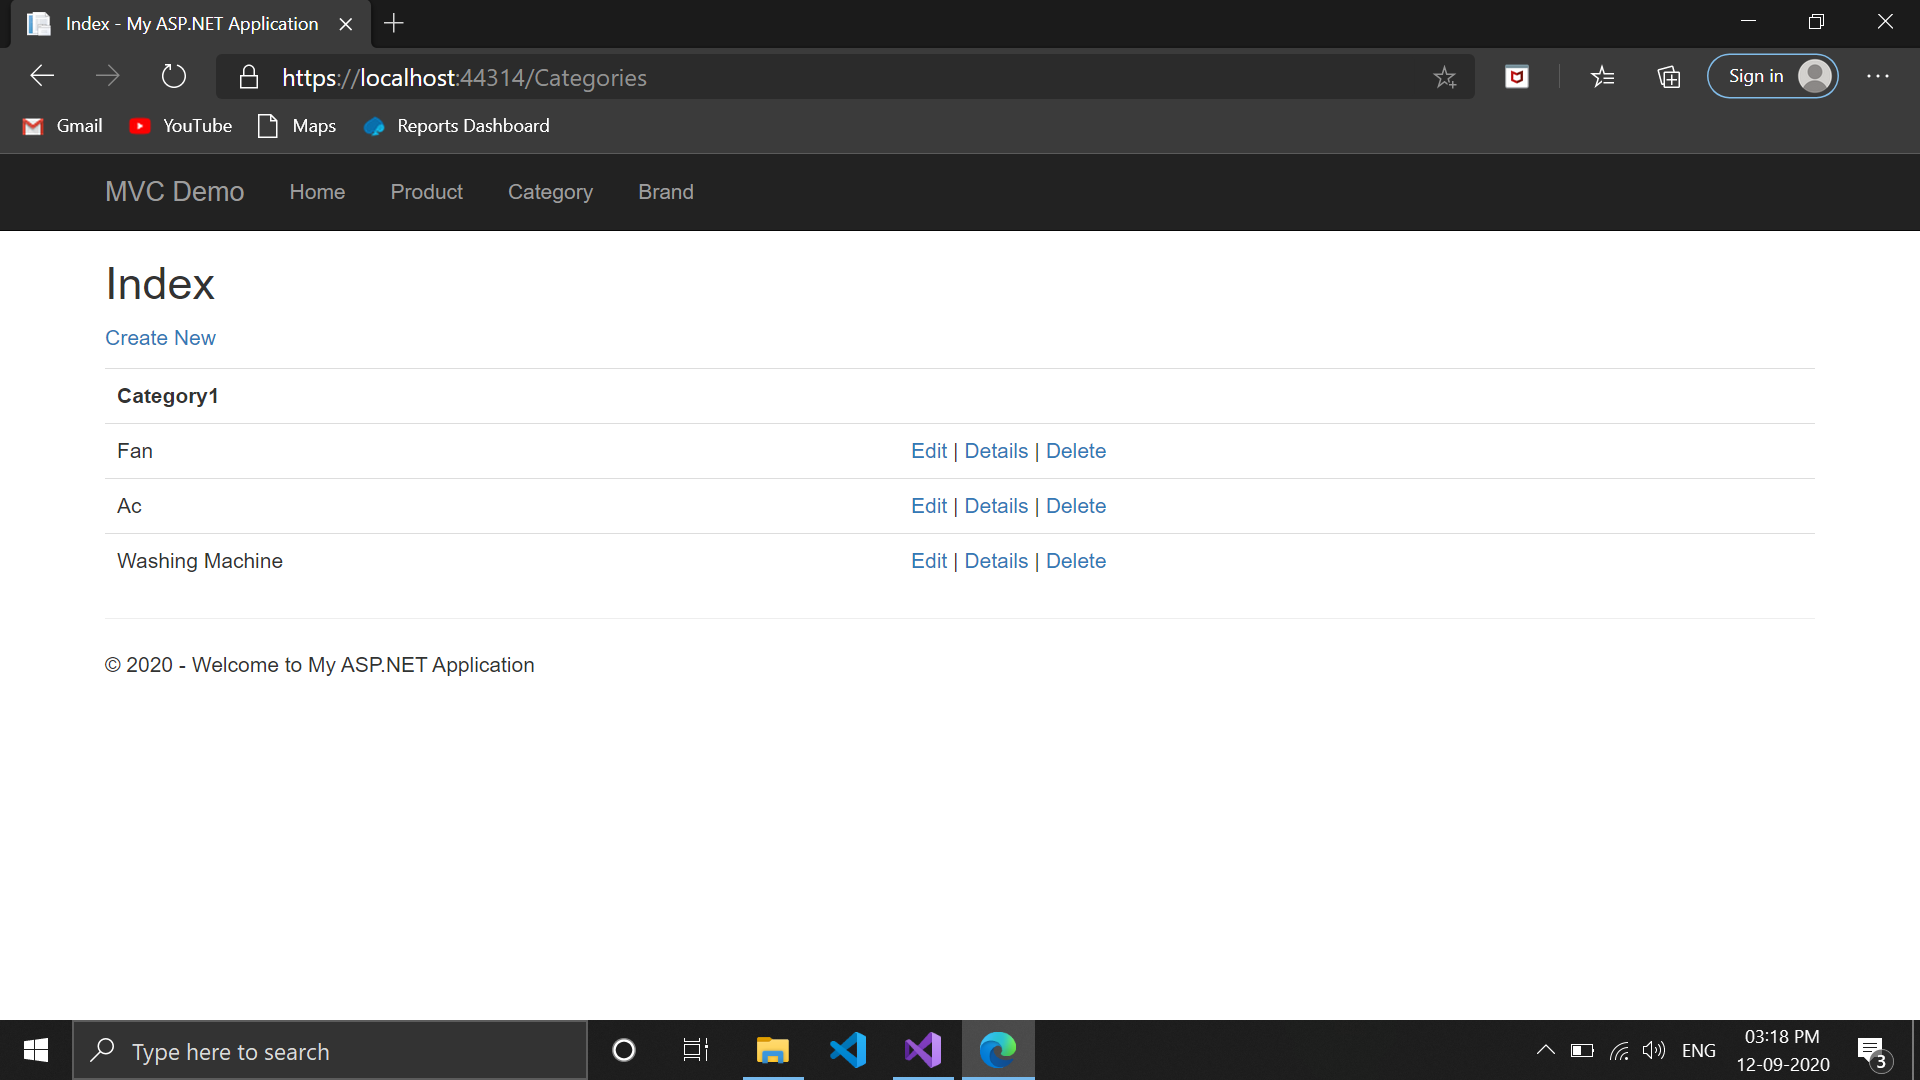 Index - My ASP.NET Application
https://localhost:44314/Categories
Sign in
Gmail YouTube Maps Reports Dashboard
MVC Demo Home Product Category Brand
Index
Create New
Category1
Fan Edit | Details | Delete
Ac Edit | Details | Delete
Washing Machine Edit | Details | Delete
© 2020 - Welcome to My ASP.NET Application
Type here to search
ENG
03:18 PM
12-09-2020
3